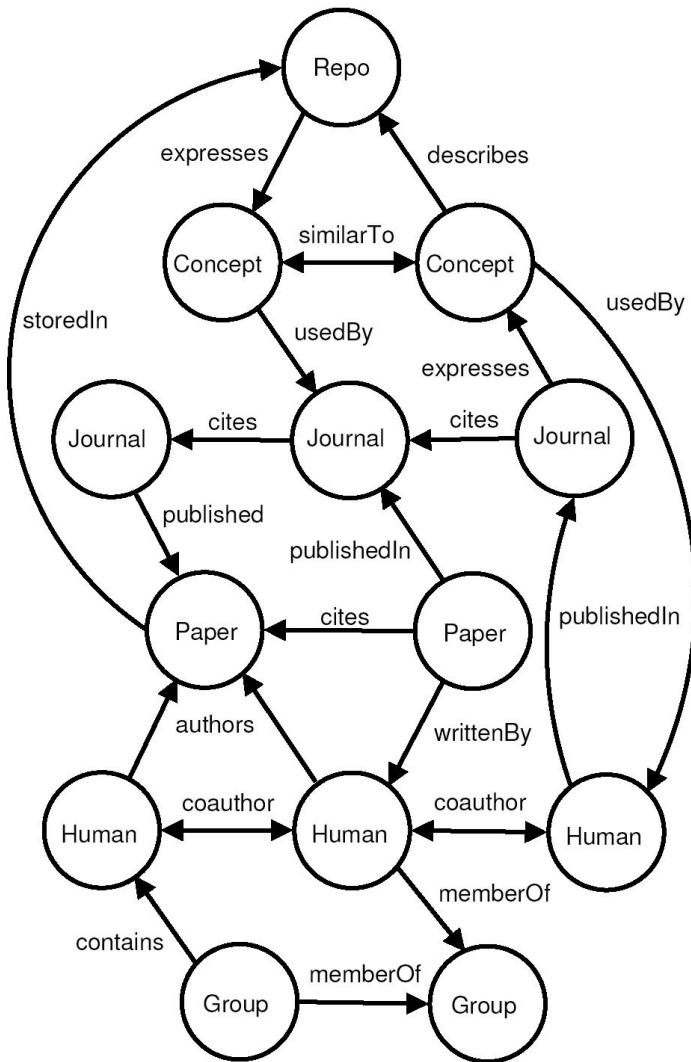 Repo
expresses
describes
similarTo
Concept
Concept
usedBy
storedIn
usedBy
expresses
cites
cites
Journal
Journal
Journal
published
publishedIn
publishedIn
cites
Paper
Paper
authors
writtenBy
coauthor
coauthor
Human
Human
Human
memberOf
contains
memberOf
Group
Group